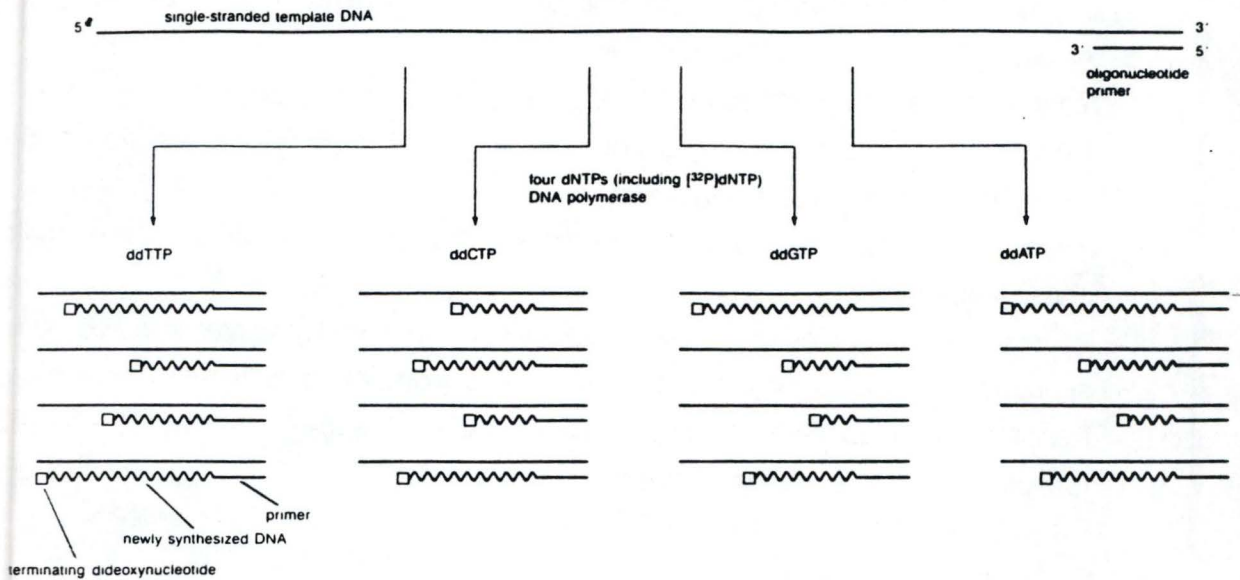 single-stranded template DNA
5' 3'
3' 5'
oligonucleotide
primer
four dNTPs (including [³²P]dNTP)
DNA polymerase
ddTTP ddCTP ddGTP ddATP
primer
newly synthesized DNA
terminating dideoxynucleotide